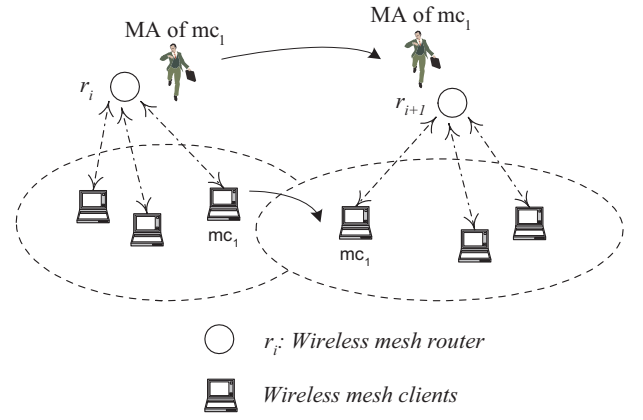 MA of mc₁
MA of mc₁
rᵢ
rᵢ₊₁
mc₁
mc₁
rᵢ: Wireless mesh router
Wireless mesh clients